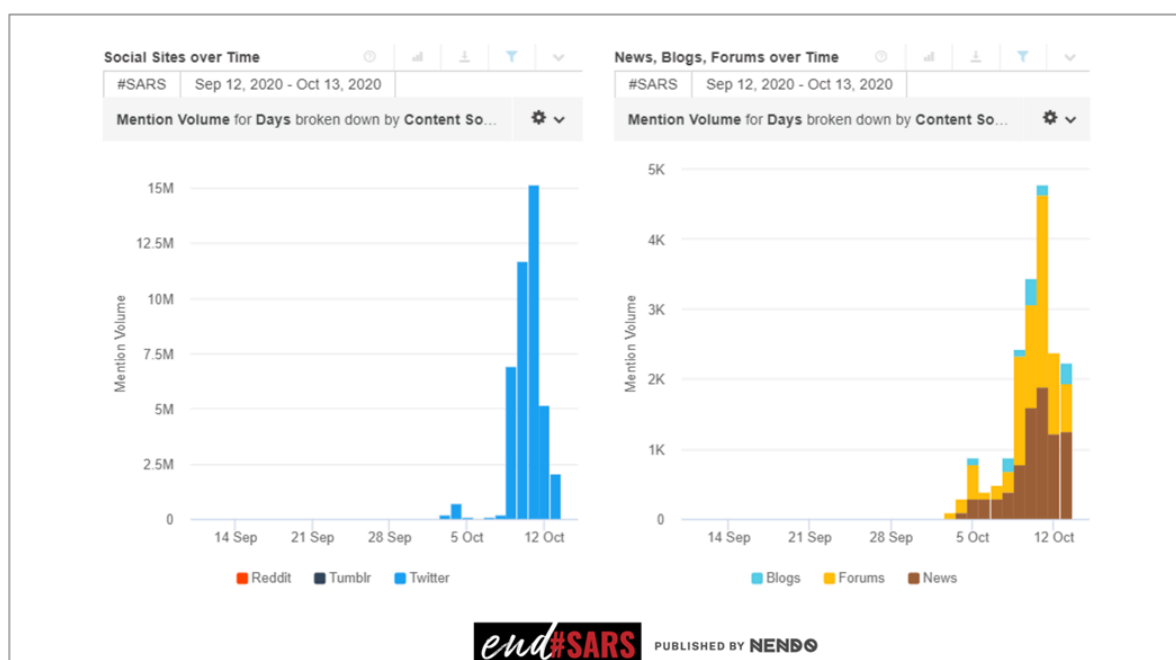 Social Sites over Time
#SARS Sep 12, 2020 - Oct 13, 2020
Mention Volume for Days broken down by Content So...
15M
12.5M
10M
7.5M
5M
2.5M
0
Mention Volume
14 Sep 21 Sep 28 Sep 5 Oct 12 Oct
Reddit Tumblr Twitter
News, Blogs, Forums over Time
#SARS Sep 12, 2020 - Oct 13, 2020
Mention Volume for Days broken down by Content So...
5K
4K
3K
2K
1K
0
Mention Volume
14 Sep 21 Sep 28 Sep 5 Oct 12 Oct
Blogs Forums News
end#SARS PUBLISHED BY NENDO